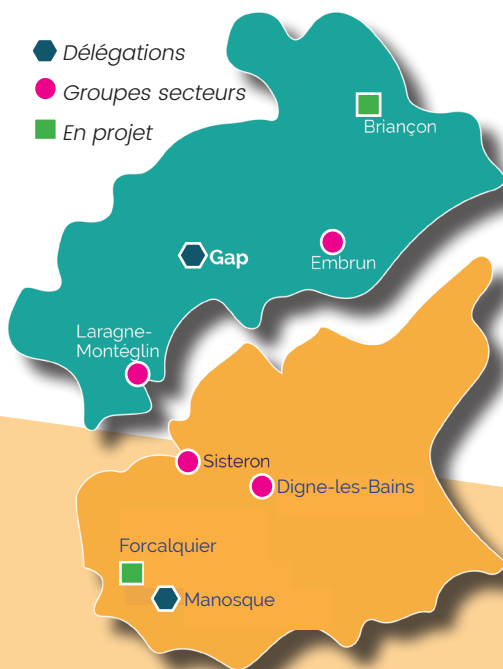 Délégations
Groupes secteurs
En projet
Briançon
Gap
Embrun
Laragne-
Montéglin
Sisteron
Digne-les-Bains
Forcalquier
Manosque